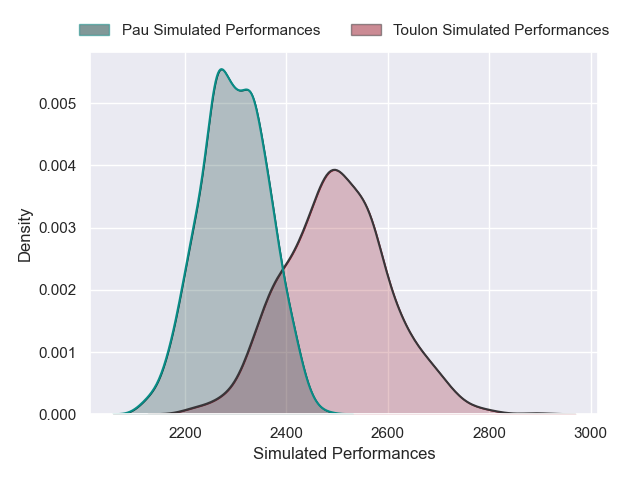 Pau Simulated Performances
Toulon Simulated Performances
0.005
0.004
0.003
0.002
0.001
0.000
Density
2200
2400
2600
2800
3000
Simulated Performances